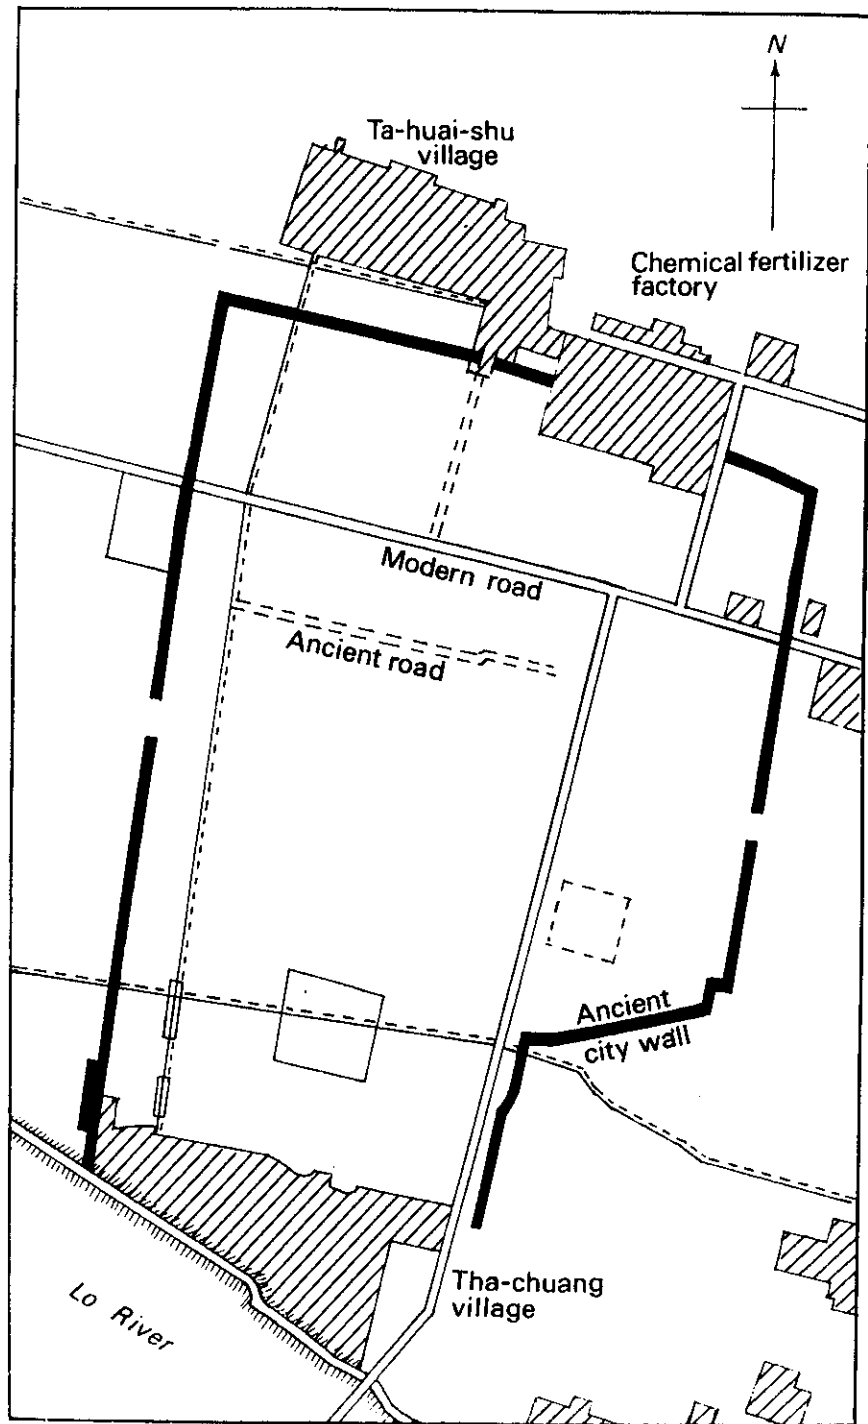 N
Ta-huai-shu
village
Chemical fertilizer
factory
Modern road
Ancient road
Ancient
city wall
Tha-chuang
village
Lo River